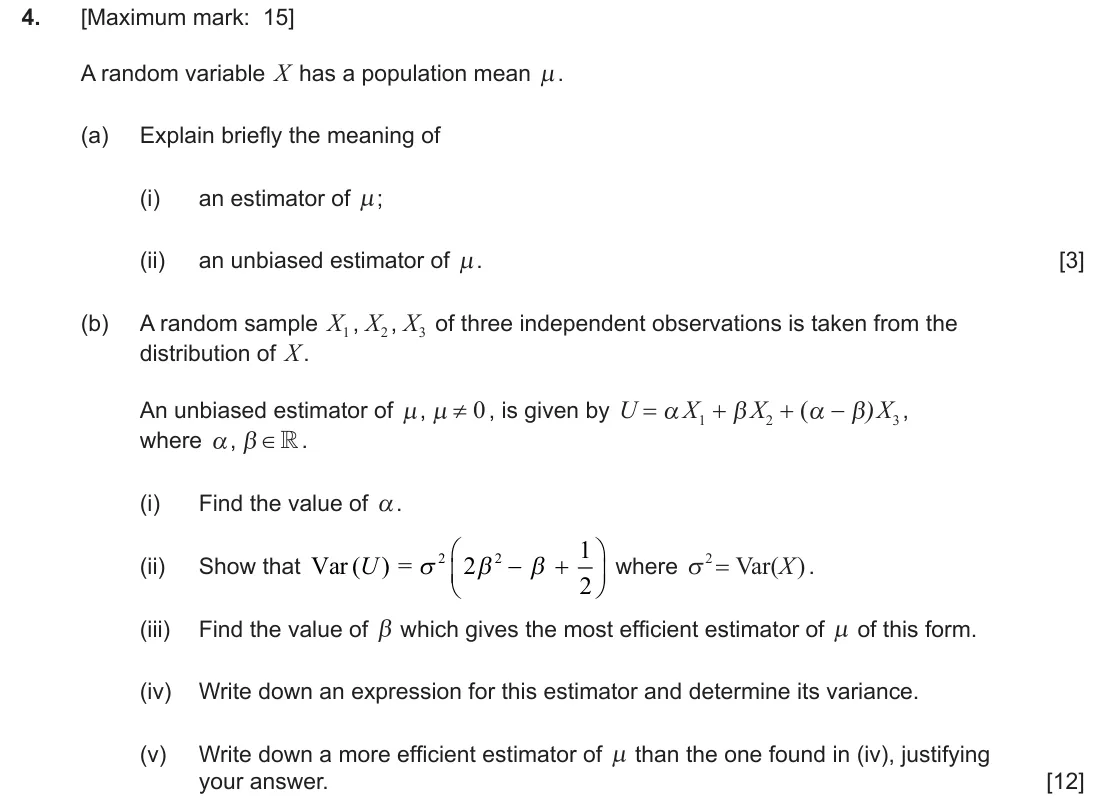 4. [Maximum mark: 15]
A random variable X has a population mean μ.
(a) Explain briefly the meaning of
(i) an estimator of μ;
(ii) an unbiased estimator of μ. [3]
(b) A random sample X₁, X₂, X₃ of three independent observations is taken from the
distribution of X.
An unbiased estimator of μ, μ ≠ 0, is given by U = αX₁ + βX₂ + (α − β)X₃,
where α, β ∈ ℝ.
(i) Find the value of α.
(ii) Show that Var(U) = σ²(2β² − β + 1/2) where σ² = Var(X).
(iii) Find the value of β which gives the most efficient estimator of μ of this form.
(iv) Write down an expression for this estimator and determine its variance.
(v) Write down a more efficient estimator of μ than the one found in (iv), justifying
your answer. [12]